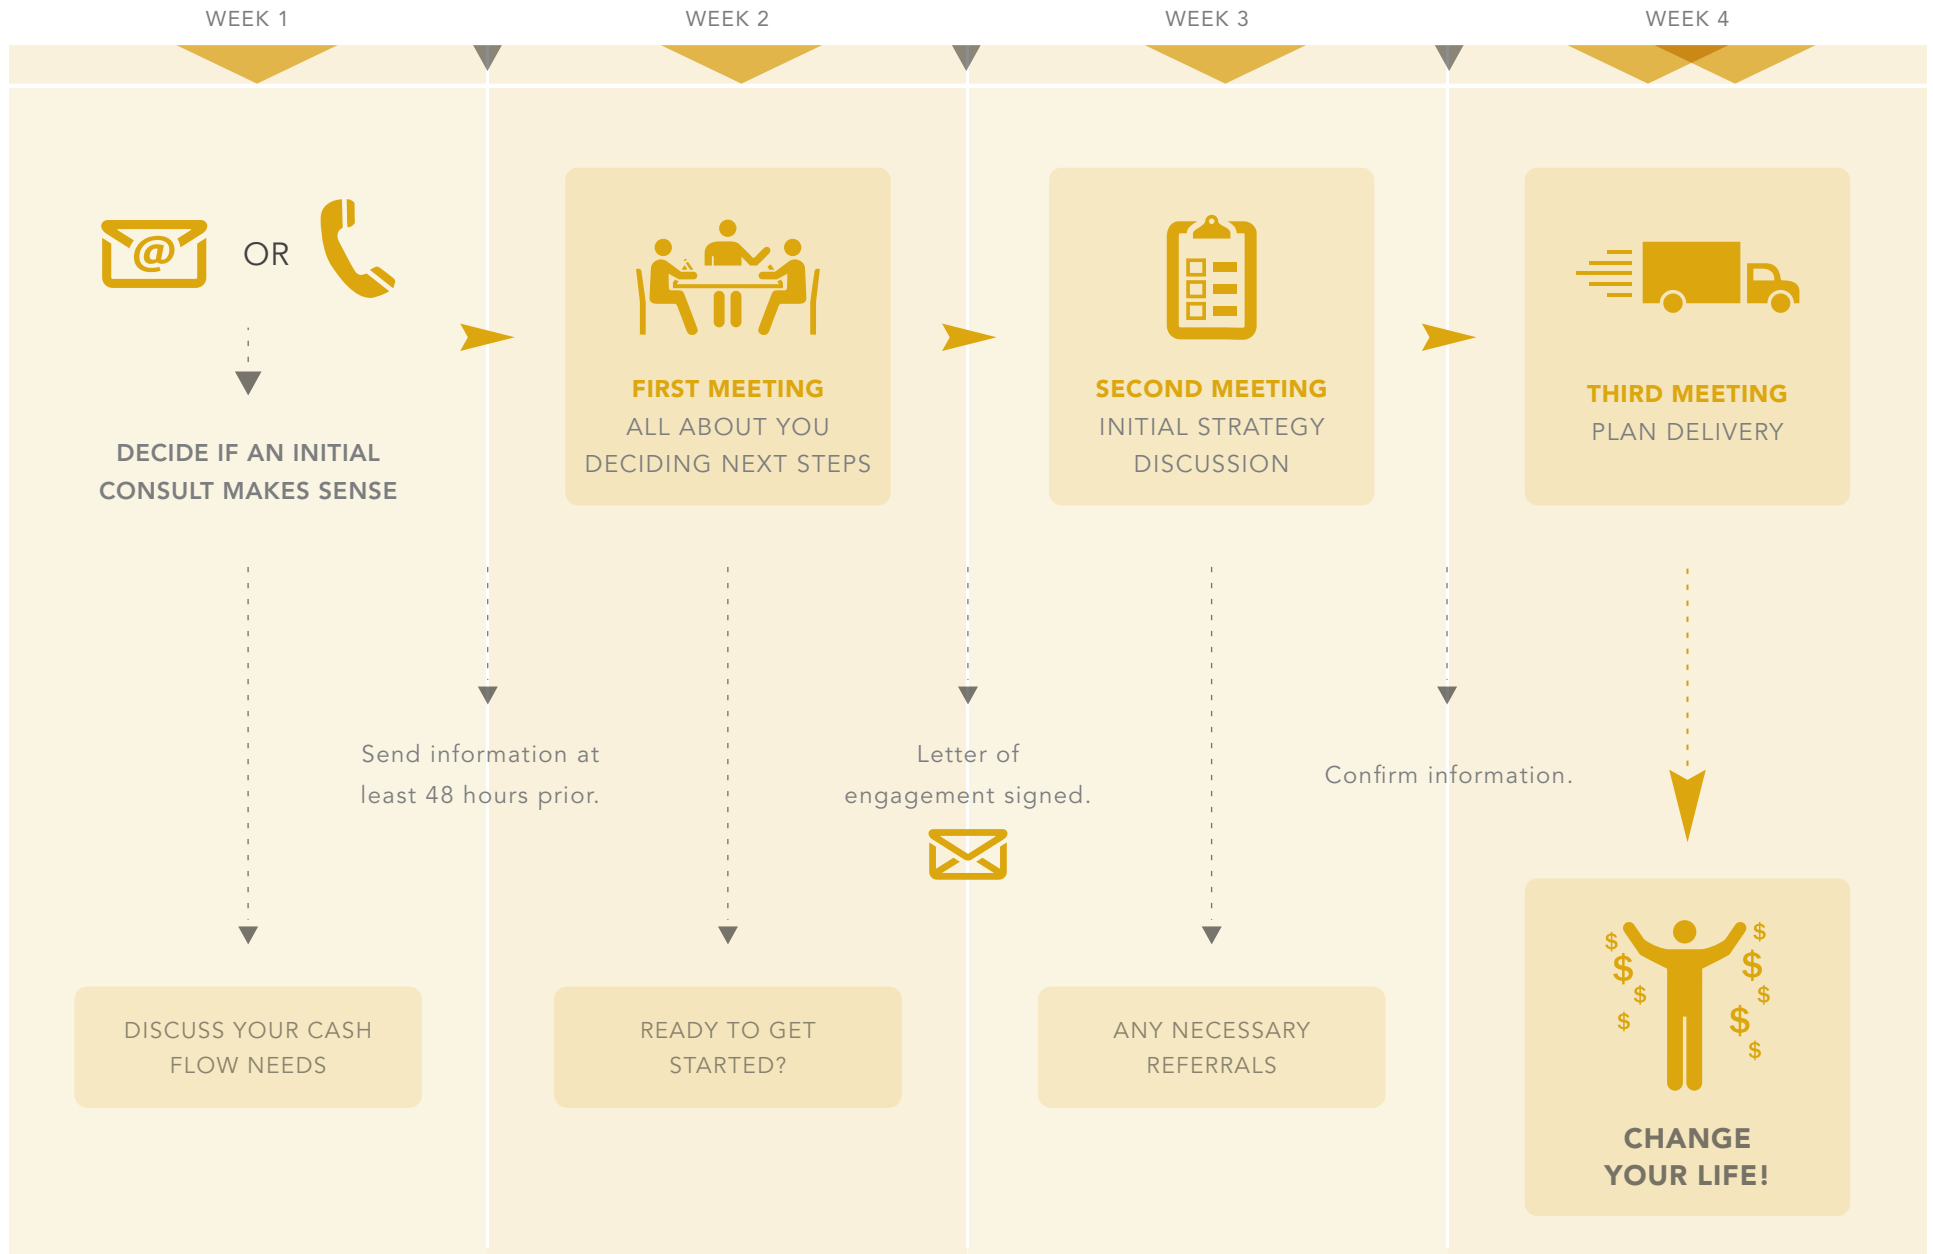 WEEK 1
WEEK 2
WEEK 3
WEEK 4
@
OR
DECIDE IF AN INITIAL
CONSULT MAKES SENSE
FIRST MEETING
ALL ABOUT YOU
DECIDING NEXT STEPS
SECOND MEETING
INITIAL STRATEGY
DISCUSSION
THIRD MEETING
PLAN DELIVERY
Send information at
least 48 hours prior.
Letter of
engagement signed.
Confirm information.
DISCUSS YOUR CASH
FLOW NEEDS
READY TO GET
STARTED?
ANY NECESSARY
REFERRALS
$ $
$ $
$ $
$ $
$
CHANGE
YOUR LIFE!